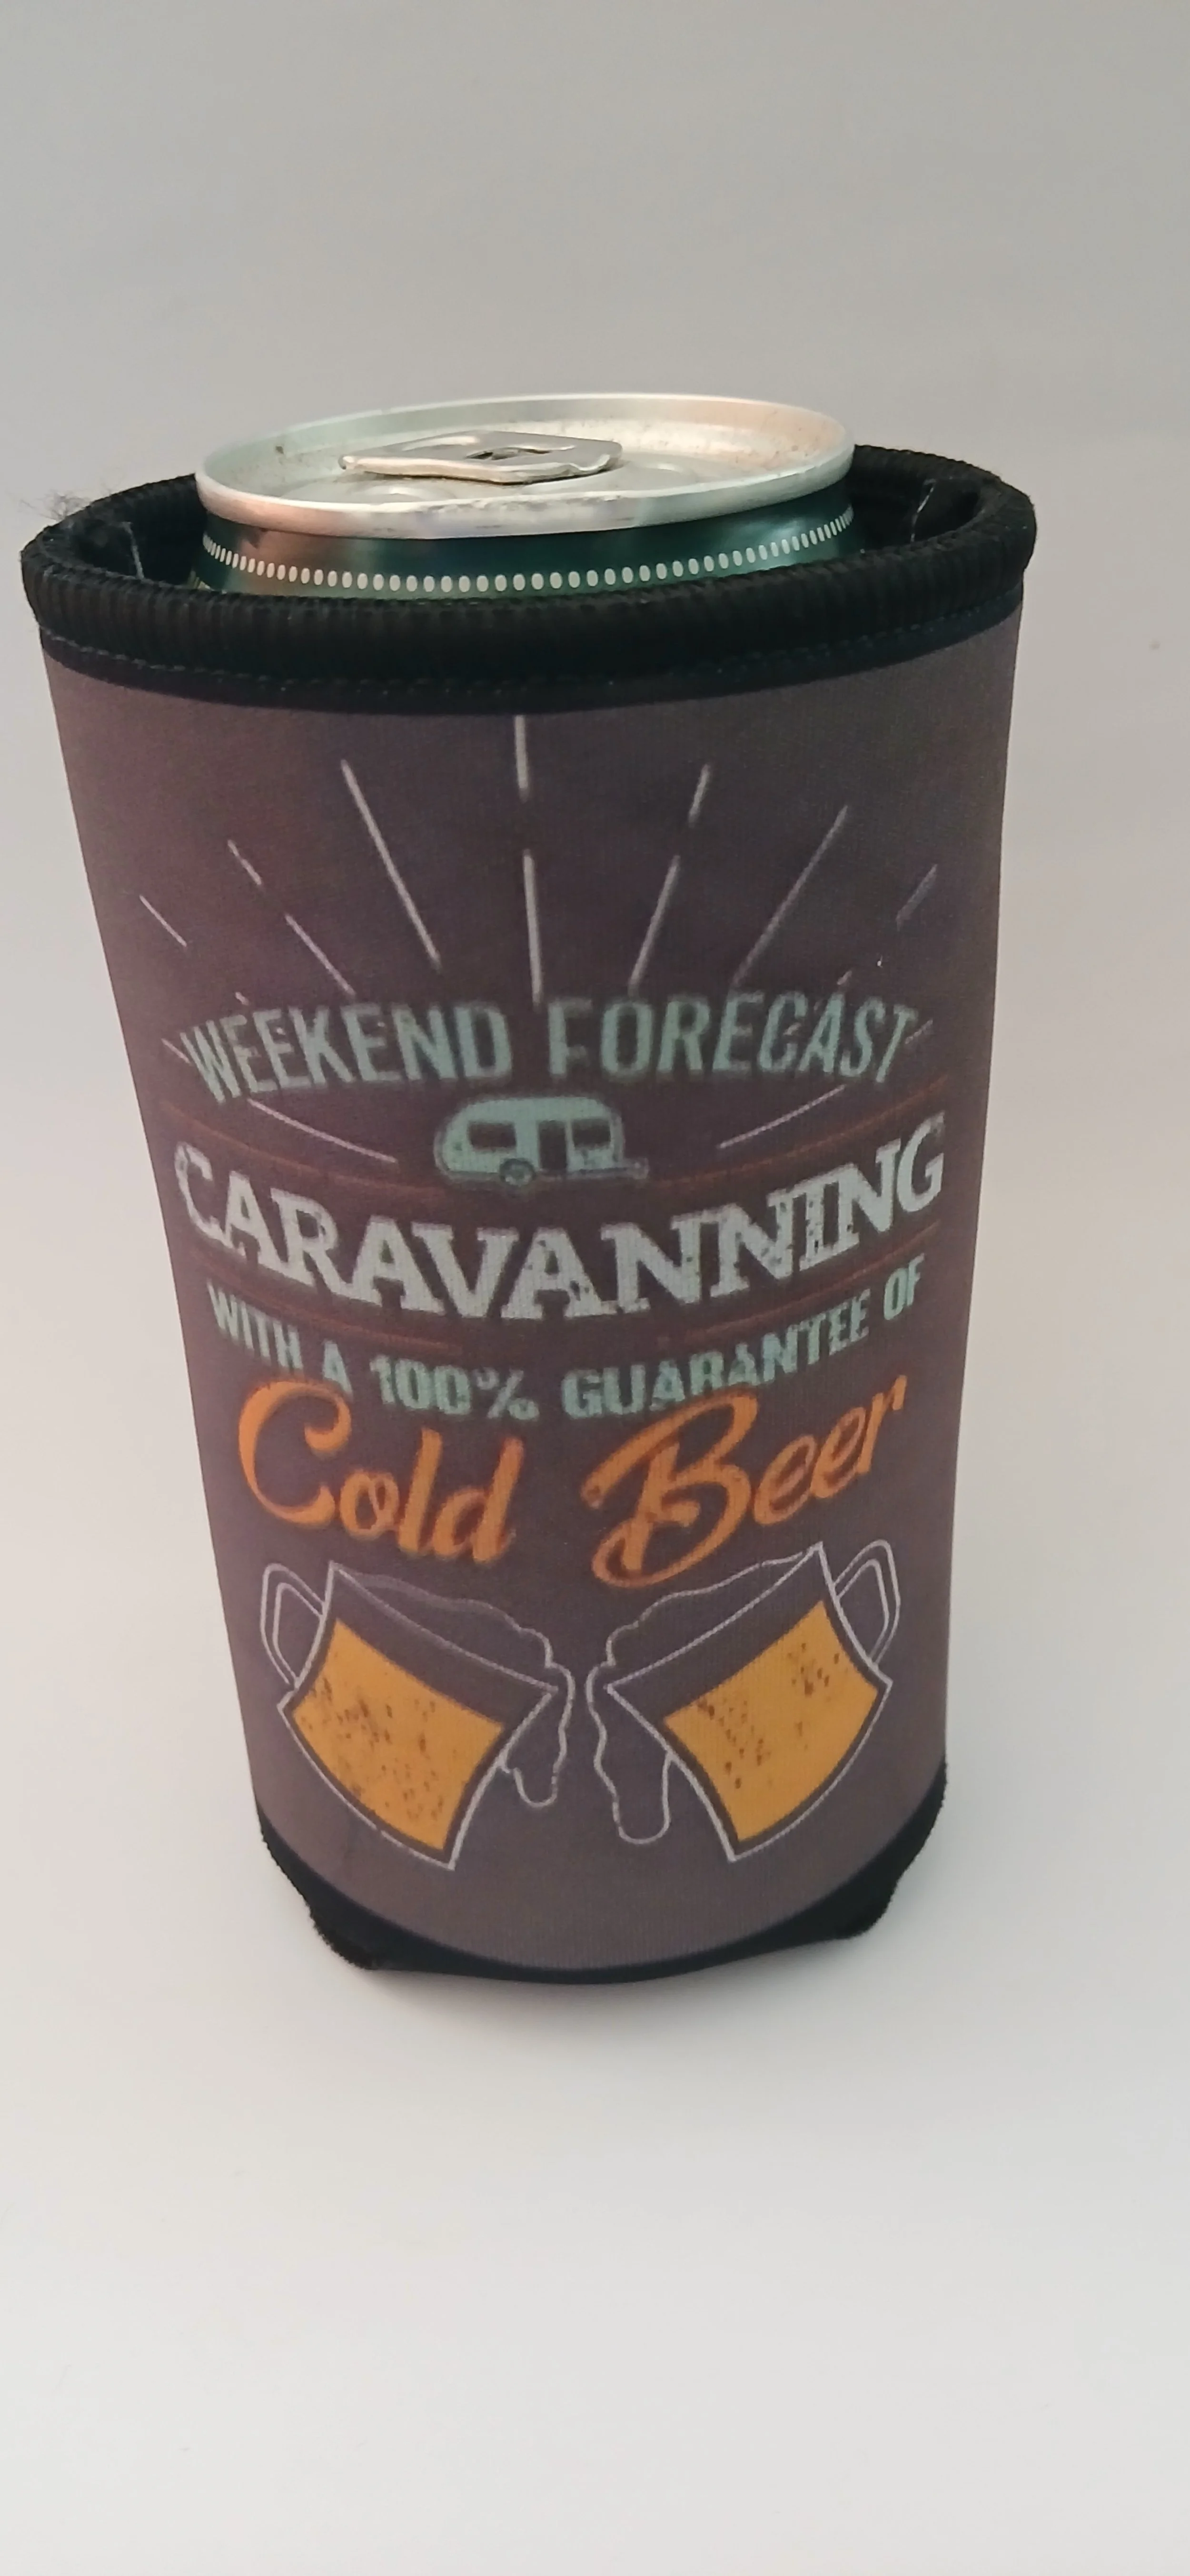 WEEKEND FORECAST
CARAVANNING
WITH A 100% GUARANTEE OF
Cold Beer